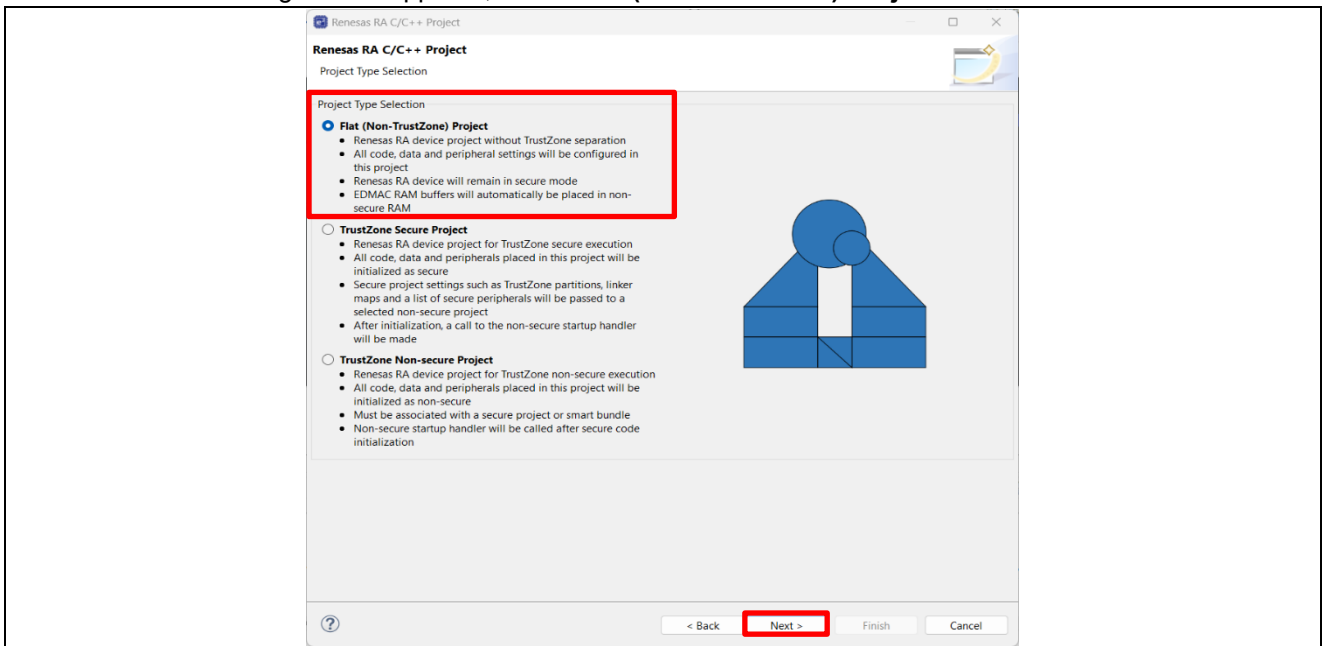 Renesas RA C/C++ Project
Renesas RA C/C++ Project
Project Type Selection
Project Type Selection
Flat (Non-TrustZone) Project
• Renesas RA device project without TrustZone separation
• All code, data and peripheral settings will be configured in
this project
• Renesas RA device will remain in secure mode
• EDMAC RAM buffers will automatically be placed in non-
secure RAM
TrustZone Secure Project
• Renesas RA device project for TrustZone secure execution
• All code, data and peripherals placed in this project will be
initialized as secure
• Secure project settings such as TrustZone partitions, linker
maps and a list of secure peripherals will be passed to a
selected non-secure project
• After initialization, a call to the non-secure startup handler
will be made
TrustZone Non-secure Project
• Renesas RA device project for TrustZone non-secure execution
• All code, data and peripherals placed in this project will be
initialized as non-secure
• Must be associated with a secure project or smart bundle
• Non-secure startup handler will be called after secure code
initialization
? < Back Next > Finish Cancel